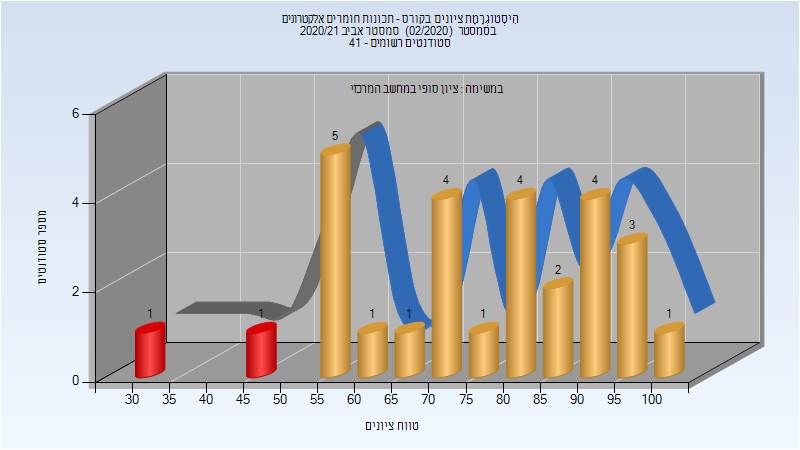 היסטוגרמת ציונים בקורס - תכונות חומרים אלקטרונים
בסמסטר (02/2020) סמסטר אביב 2020/21
סטודנטים רשומים - 41
במשימה : ציון סופי במחשב המרכזי
מספר סטודנטים
6
4
2
0
1
1
5
1
1
4
1
4
2
4
3
1
30 35 40 45 50 55 60 65 70 75 80 85 90 95 100
טווח ציונים